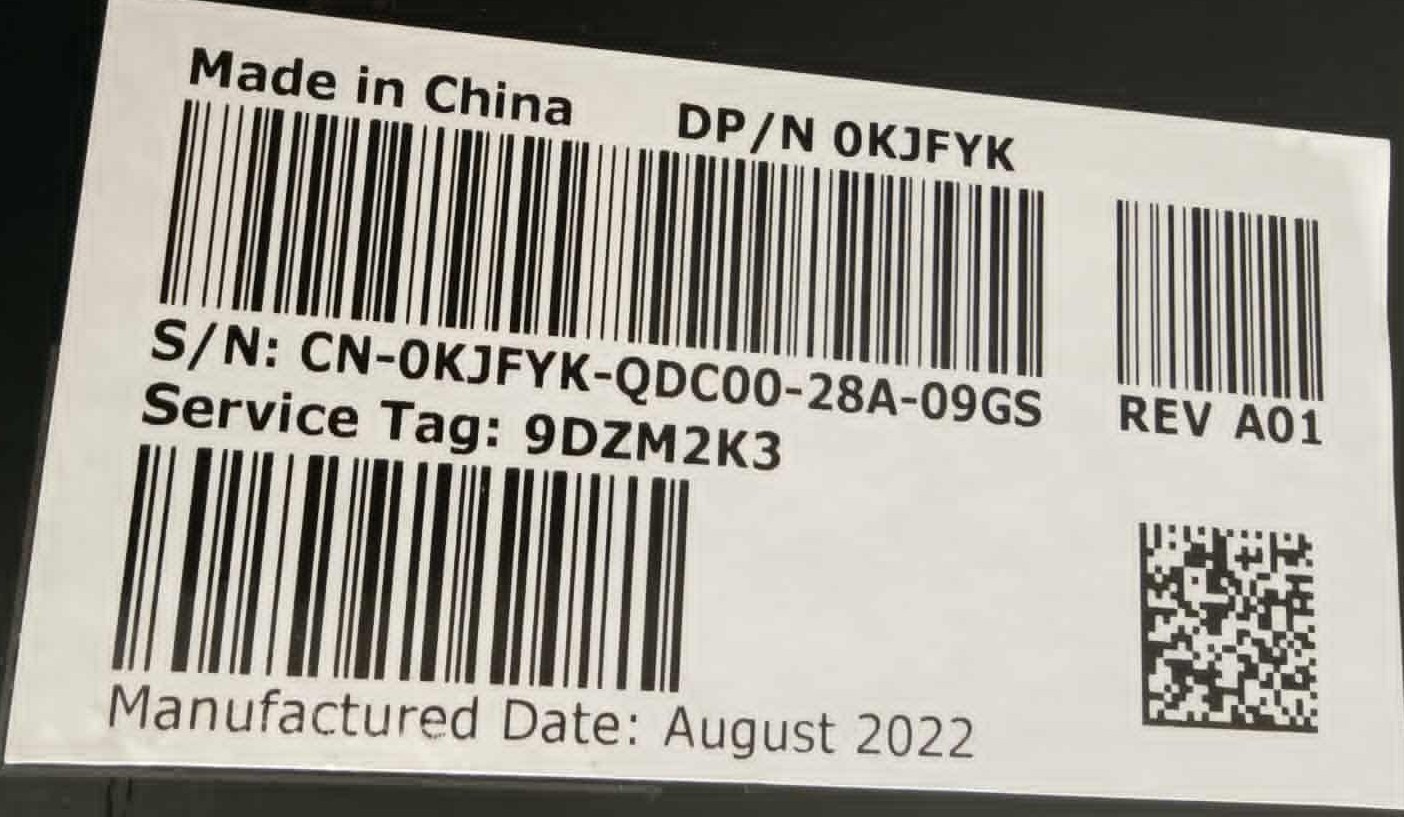 Made in China DP/N 0KJFYK
S/N: CN-0KJFYK-QDC00-28A-09GS
REV A01
Service Tag: 9DZM2K3
Manufactured Date: August 2022